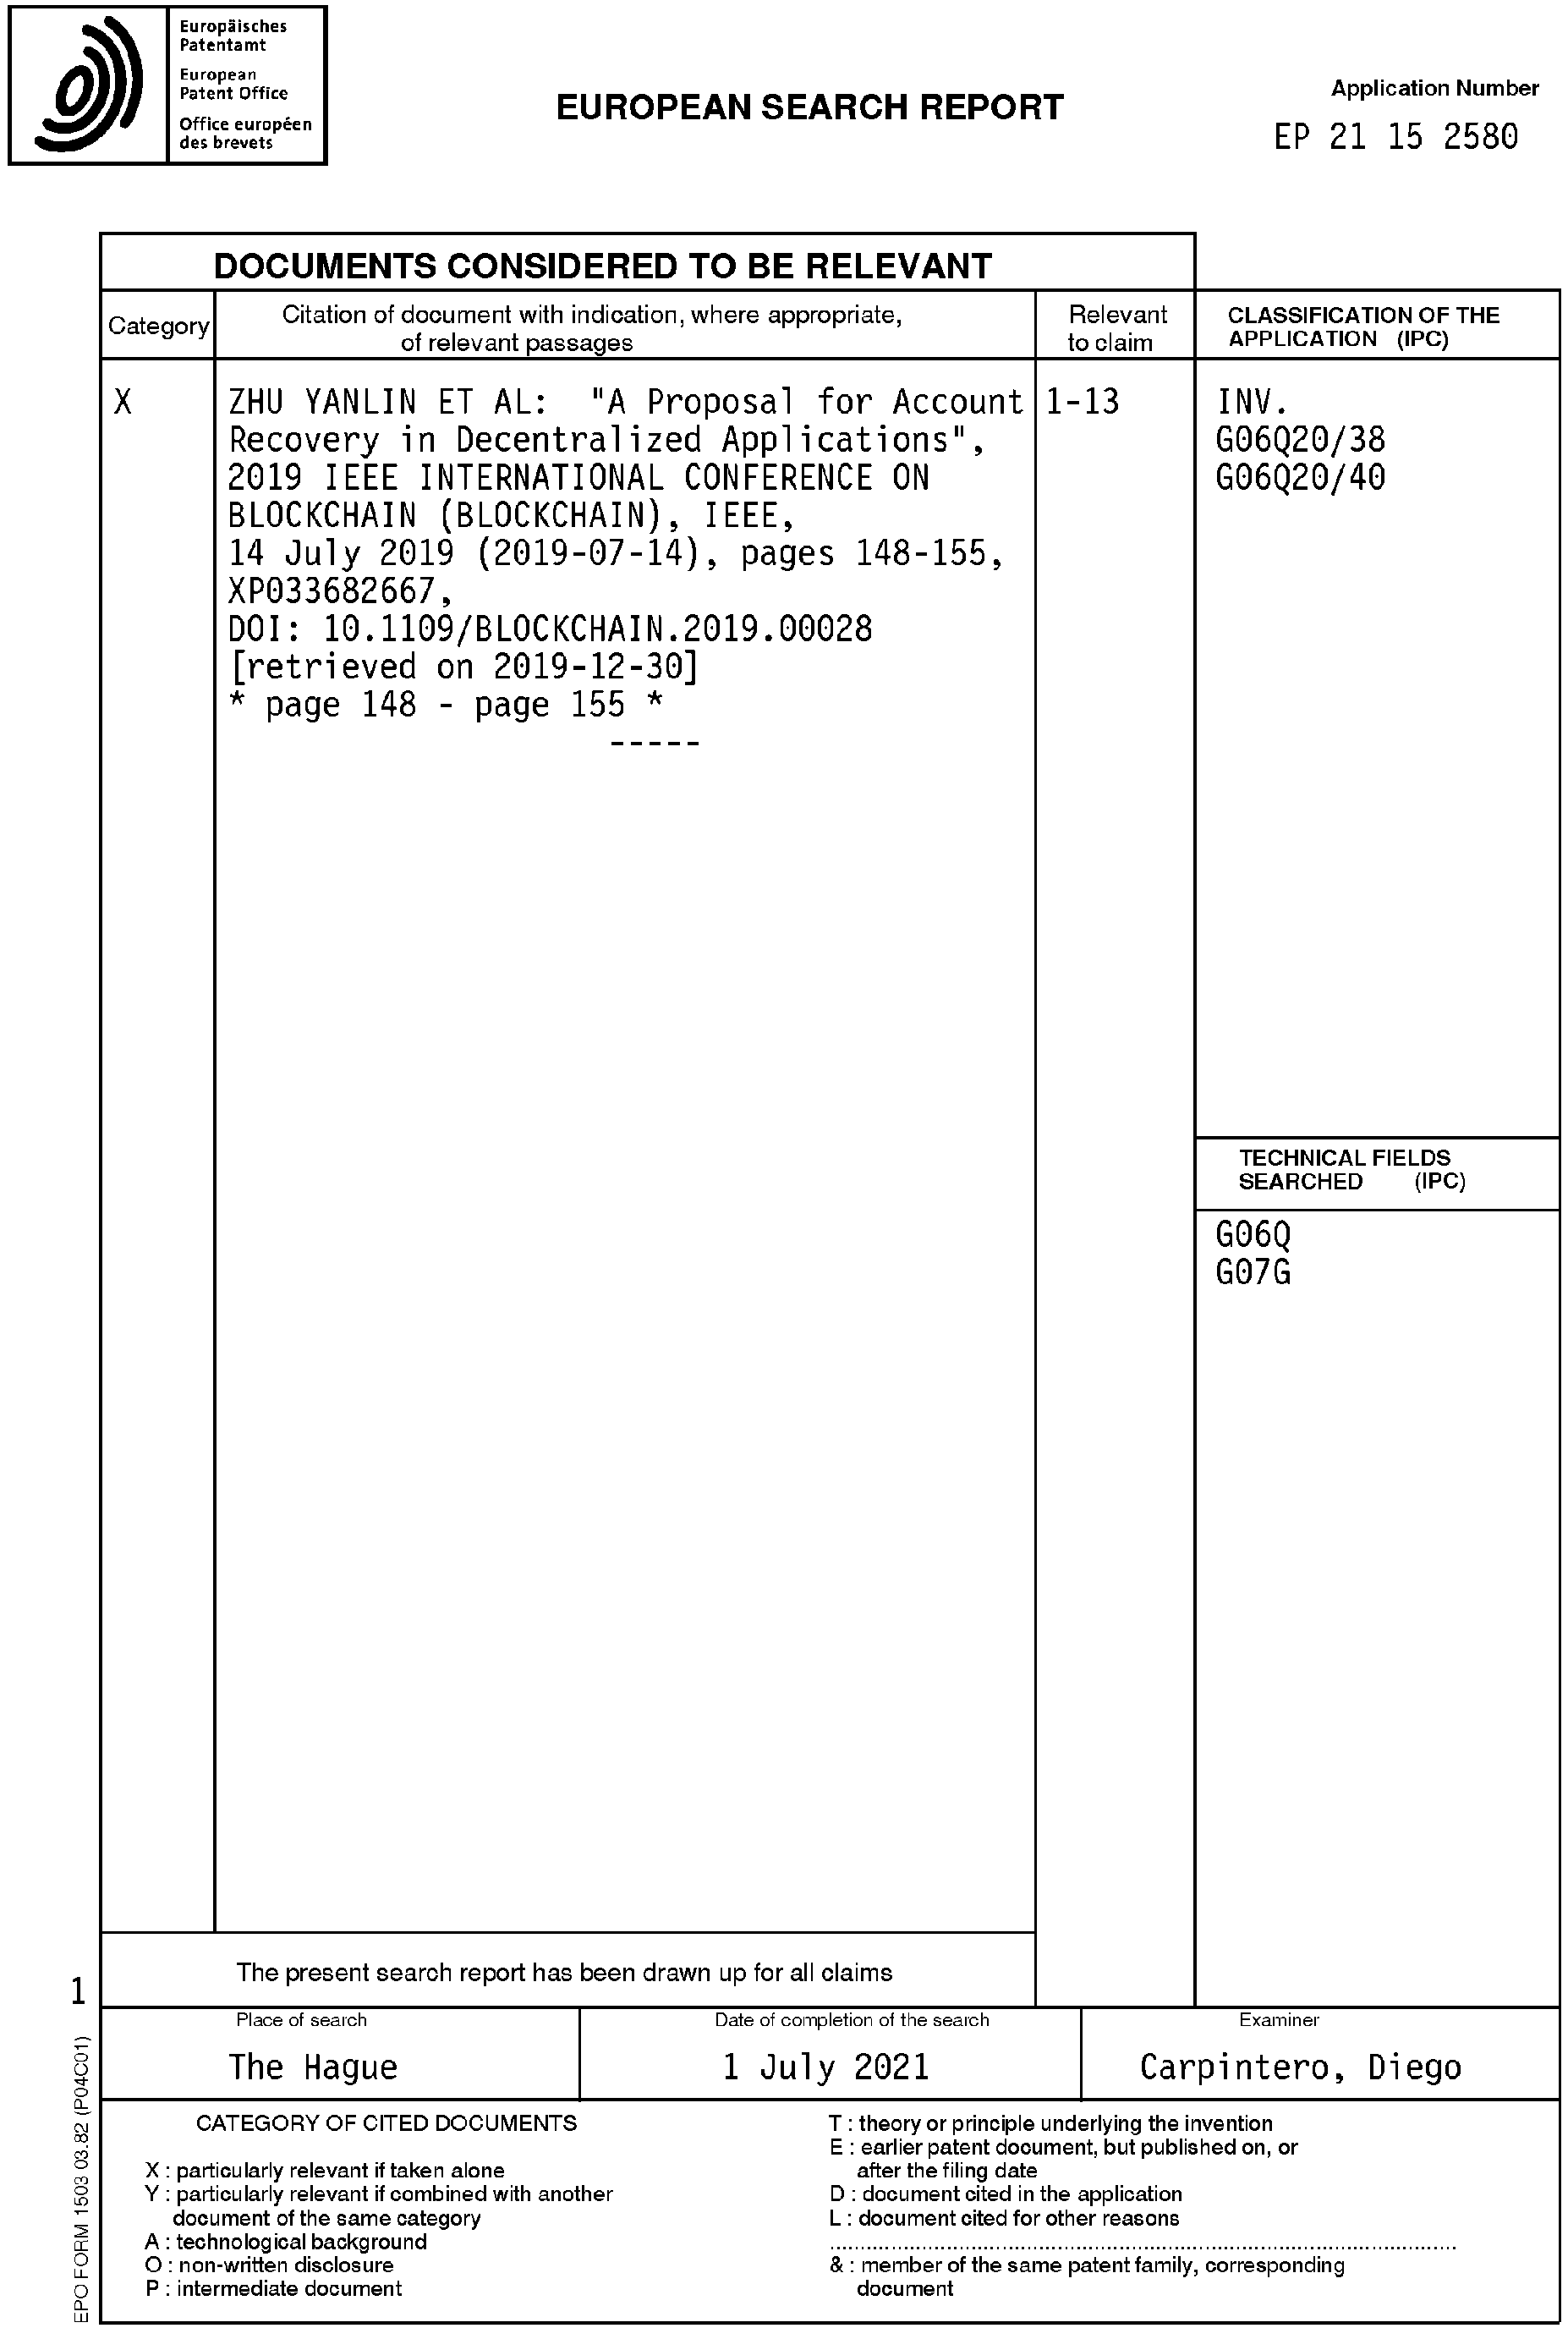 Europäisches
Patentamt
European
Patent Office
Office européen
des brevets
EUROPEAN SEARCH REPORT
Application Number
EP 21 15 2580
DOCUMENTS CONSIDERED TO BE RELEVANT
Category
Citation of document with indication, where appropriate,
of relevant passages
Relevant
to claim
CLASSIFICATION OF THE
APPLICATION (IPC)
X
ZHU YANLIN ET AL: "A Proposal for Account
Recovery in Decentralized Applications",
2019 IEEE INTERNATIONAL CONFERENCE ON
BLOCKCHAIN (BLOCKCHAIN), IEEE,
14 July 2019 (2019-07-14), pages 148-155,
XP033682667,
DOI: 10.1109/BLOCKCHAIN.2019.00028
[retrieved on 2019-12-30]
* page 148 - page 155 *
-----
1-13
INV.
G06Q20/38
G06Q20/40
TECHNICAL FIELDS
SEARCHED (IPC)
G06Q
G07G
The present search report has been drawn up for all claims
1
Place of search
The Hague
Date of completion of the search
1 July 2021
Examiner
Carpintero, Diego
CATEGORY OF CITED DOCUMENTS
X : particularly relevant if taken alone
Y : particularly relevant if combined with another
document of the same category
A : technological background
O : non-written disclosure
P : intermediate document
T : theory or principle underlying the invention
E : earlier patent document, but published on, or
after the filing date
D : document cited in the application
L : document cited for other reasons
& : member of the same patent family, corresponding
document
EPO FORM 1503 03.82 (P04C01)